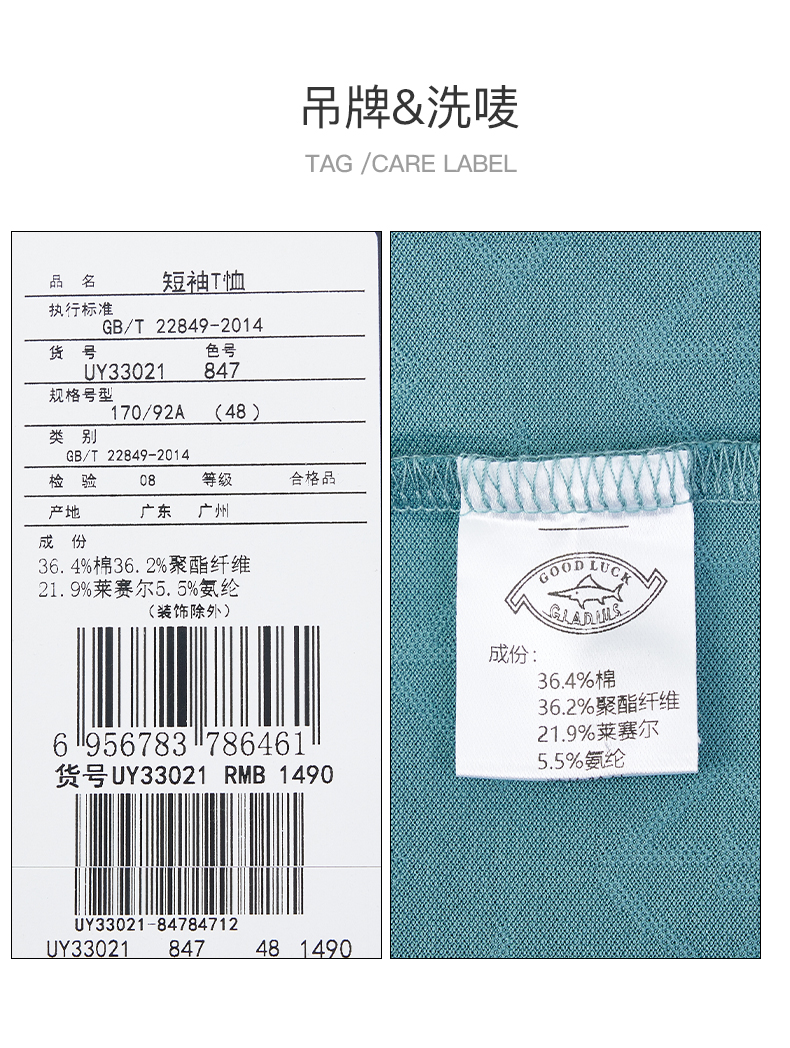 吊牌&洗唛
TAG /CARE LABEL
品 名 短袖T恤
执行标准
GB/T 22849-2014
货 号 色号
UY33021 847
规格号型
170/92A (48)
类 别
GB/T 22849-2014
检 验 08 等级 合格品
产地 广东 广州
成 份
36.4%棉36.2%聚酯纤维
21.9%莱赛尔5.5%氨纶
(装饰除外)
6 956783 786461
货号UY33021 RMB 1490
UY33021-84784712
UY33021 847 48 1490
GOOD LUCK
GLADIUS
成份:
36.4%棉
36.2%聚酯纤维
21.9%莱赛尔
5.5%氨纶